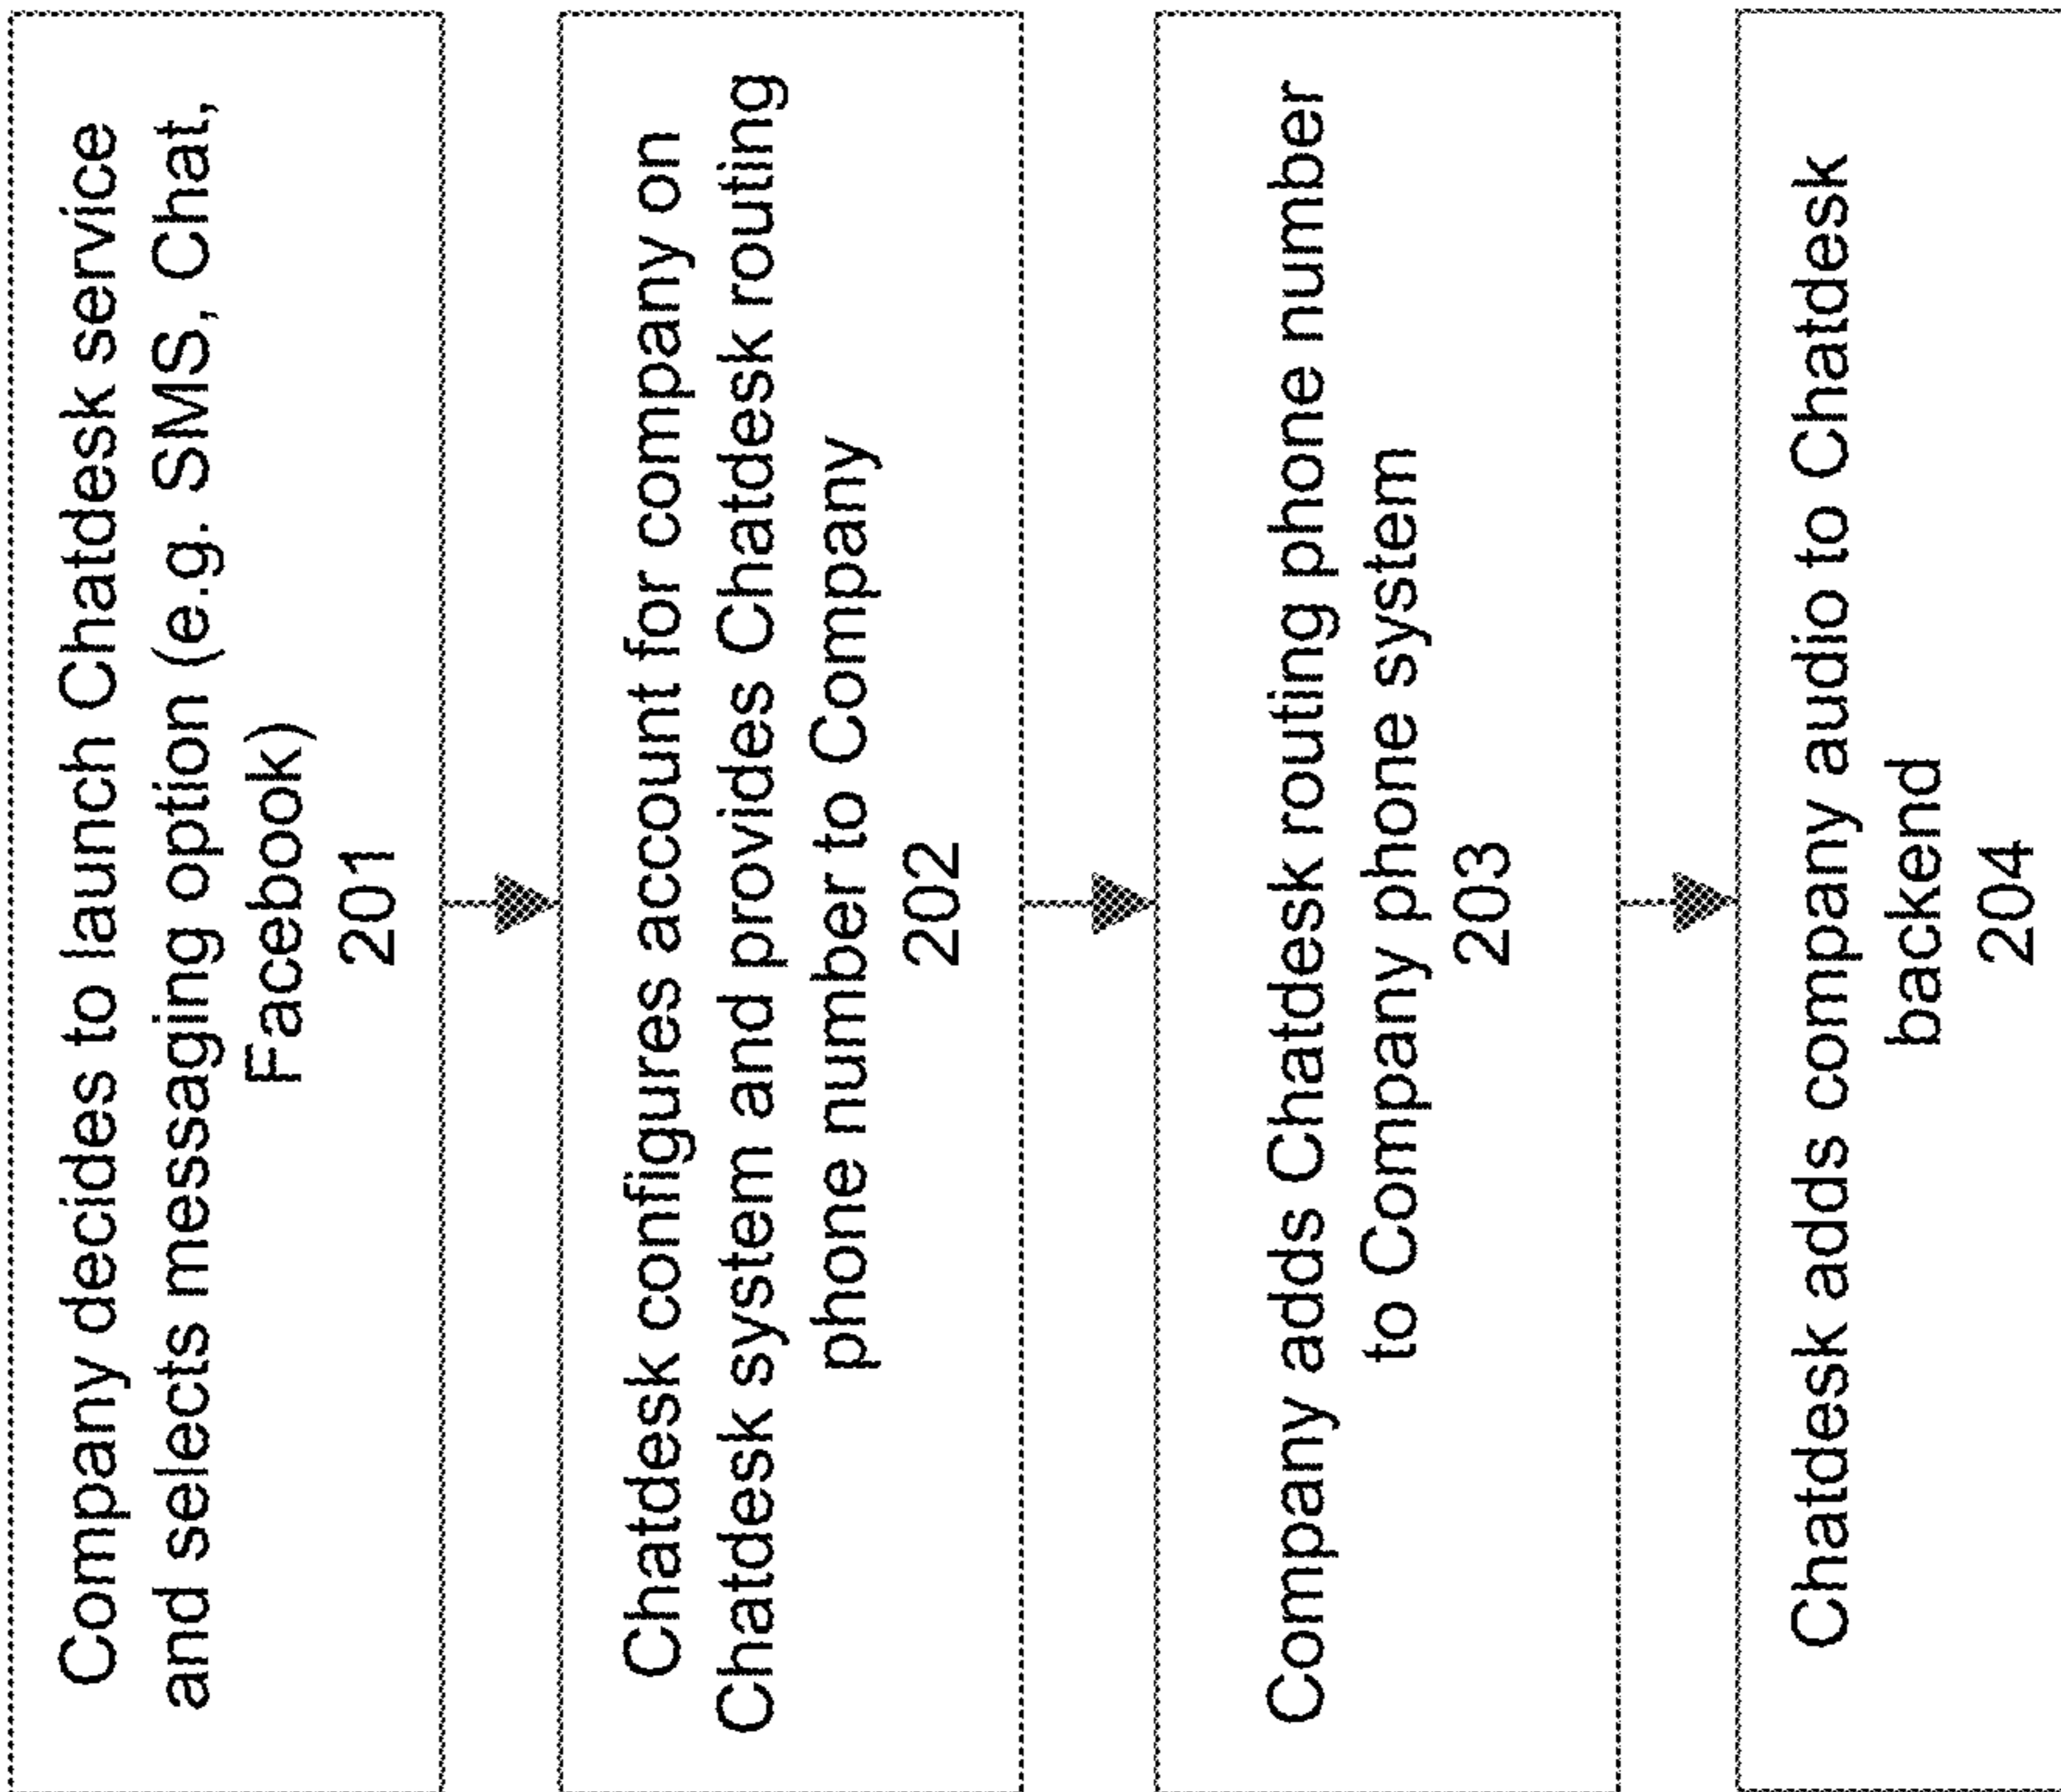 Company decides to launch Chatdesk service
and selects messaging option (e.g. SMS, Chat,
Facebook)
201
Chatdesk configures account for company on
Chatdesk system and provides Chatdesk routing
phone number to Company
202
Company adds Chatdesk routing phone number
to Company phone system
203
Chatdesk adds company audio to Chatdesk
backend
204